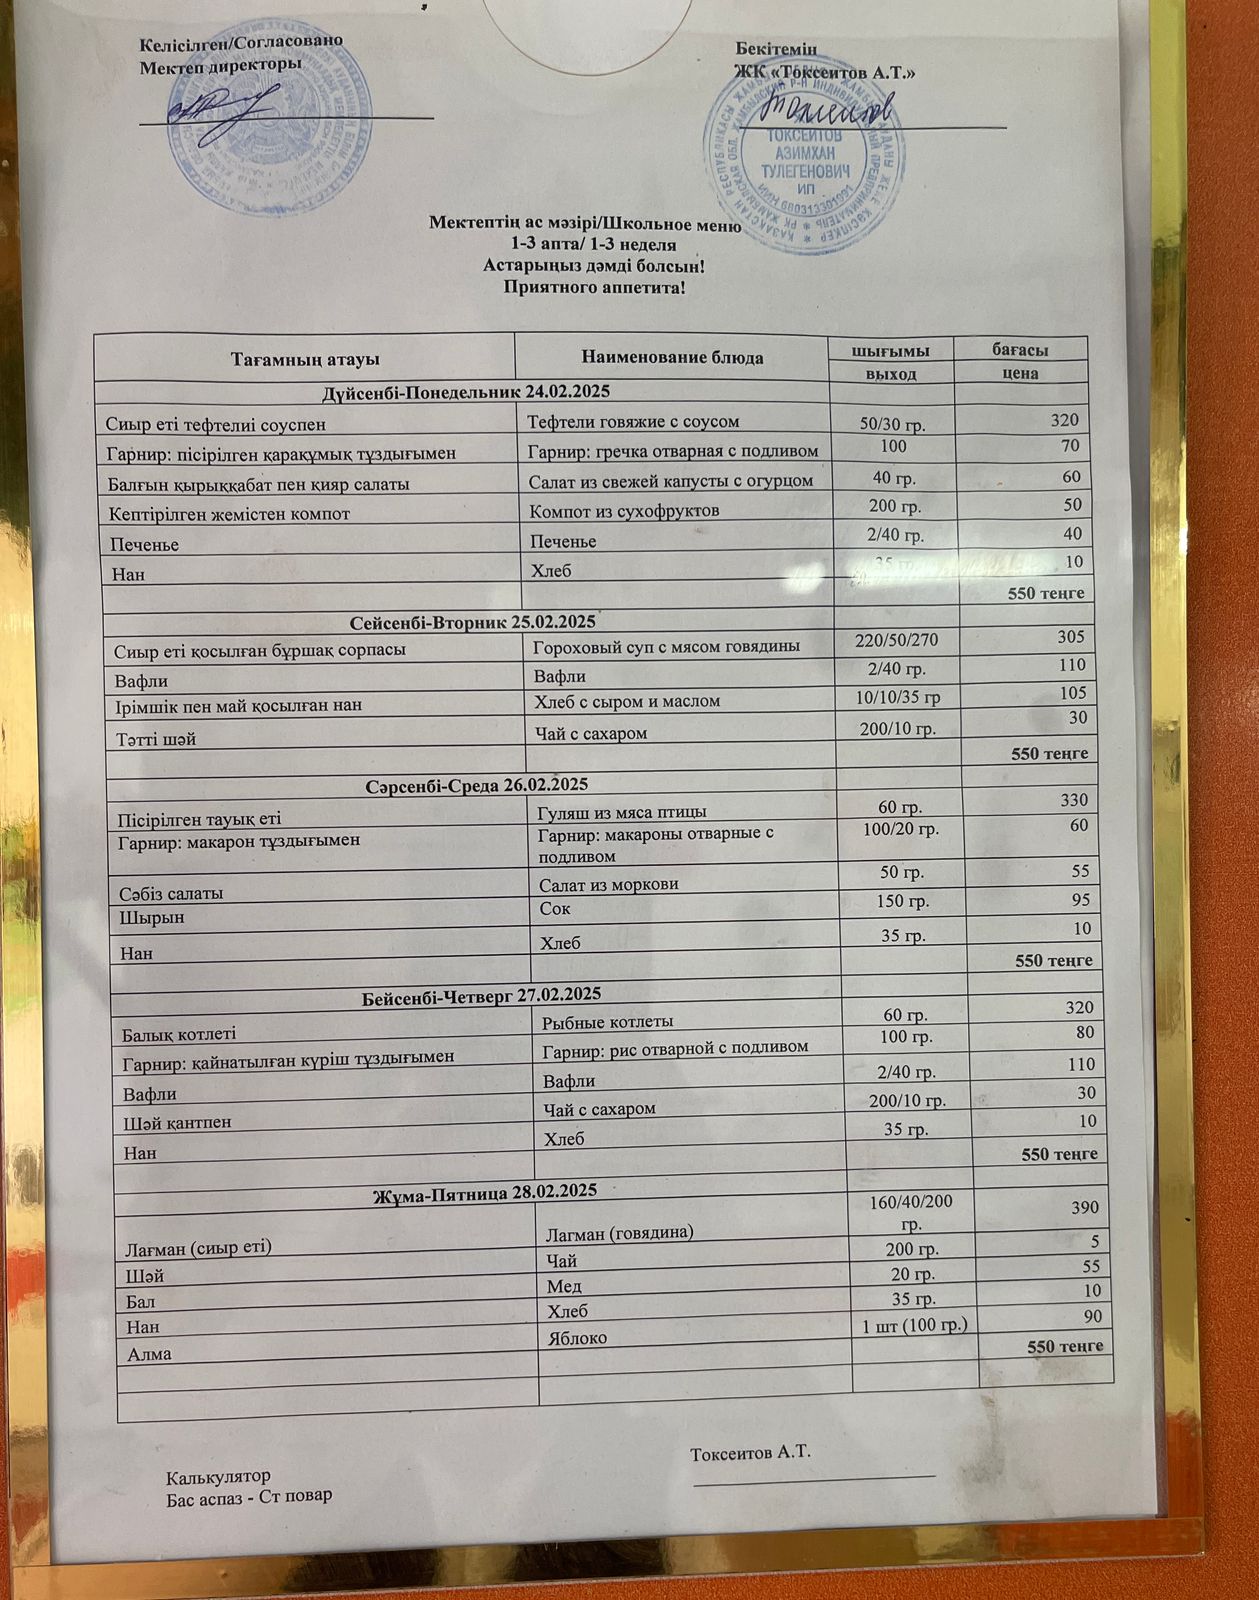 Келісілген/Согласовано
Мектеп директоры
Бекітемін
ЖК «Токсеитов А.Т.»
ТОКСЕИТОВ
АЗИМХАН
ТУЛЕГЕНОВИЧ
ИП
ИИН 680313301991
Мектептің ас мәзірі/Школьное меню
1-3 апта/ 1-3 неделя
Астарыңыз дәмді болсын!
Приятного аппетита!
Тағамның атауы Наименование блюда шығымы бағасы
выход цена
Дүйсенбі-Понедельник 24.02.2025
Сиыр еті тефтелиі соуспен Тефтели говяжие с соусом 50/30 гр. 320
Гарнир: пісірілген қарақұмық тұздығымен Гарнир: гречка отварная с подливом 100 70
Балғын қырыққабат пен қияр салаты Салат из свежей капусты с огурцом 40 гр. 60
Кептірілген жемістен компот Компот из сухофруктов 200 гр. 50
Печенье Печенье 2/40 гр. 40
Нан Хлеб 35 гр. 10
550 теңге
Сейсенбі-Вторник 25.02.2025
Сиыр еті қосылған бұршақ сорпасы Гороховый суп с мясом говядины 220/50/270 305
Вафли Вафли 2/40 гр. 110
Ірімшік пен май қосылған нан Хлеб с сыром и маслом 10/10/35 гр 105
Тәтті шәй Чай с сахаром 200/10 гр. 30
550 теңге
Сәрсенбі-Среда 26.02.2025
Пісірілген тауық еті Гуляш из мяса птицы 60 гр. 330
Гарнир: макарон тұздығымен Гарнир: макароны отварные с 100/20 гр. 60
подливом
Сәбіз салаты Салат из моркови 50 гр. 55
Шырын Сок 150 гр. 95
Нан Хлеб 35 гр. 10
550 теңге
Бейсенбі-Четверг 27.02.2025
Балық котлеті Рыбные котлеты 60 гр. 320
Гарнир: қайнатылған күріш тұздығымен Гарнир: рис отварной с подливом 100 гр. 80
Вафли Вафли 2/40 гр. 110
Шәй қантпен Чай с сахаром 200/10 гр. 30
Нан Хлеб 35 гр. 10
550 теңге
Жұма-Пятница 28.02.2025
Лағман (сиыр еті) Лагман (говядина) 160/40/200 390
гр.
Шәй Чай 200 гр. 5
Бал Мед 20 гр. 55
Нан Хлеб 35 гр. 10
Алма Яблоко 1 шт (100 гр.) 90
550 теңге
Токсеитов А.Т.
Калькулятор
Бас аспаз - Ст повар